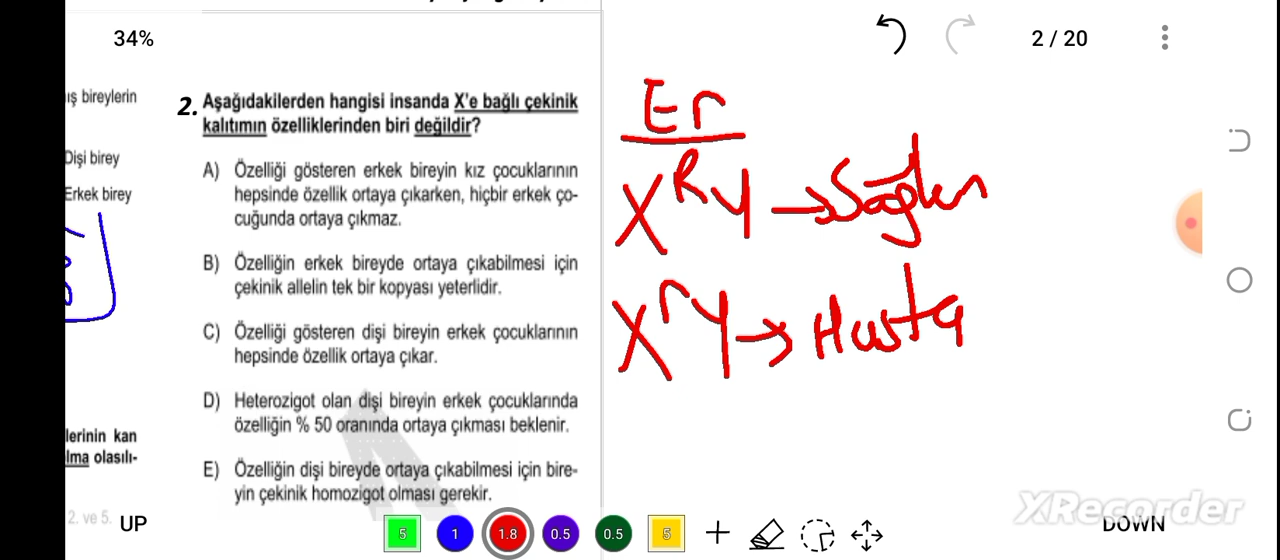 34%
2 / 20
ış bireylerin
Dişi birey
Erkek birey
lerinin kan
lma olasılı-
2. ve 5.
UP
2. Aşağıdakilerden hangisi insanda X'e bağlı çekinik
kalıtımın özelliklerinden biri değildir?
A) Özelliği gösteren erkek bireyin kız çocuklarının
hepsinde özellik ortaya çıkarken, hiçbir erkek ço-
cuğunda ortaya çıkmaz.
B) Özelliğin erkek bireyde ortaya çıkabilmesi için
çekinik allelin tek bir kopyası yeterlidir.
C) Özelliği gösteren dişi bireyin erkek çocuklarının
hepsinde özellik ortaya çıkar.
D) Heterozigot olan dişi bireyin erkek çocuklarında
özelliğin % 50 oranında ortaya çıkması beklenir.
E) Özelliğin dişi bireyde ortaya çıkabilmesi için bire-
yin çekinik homozigot olması gerekir.
Er
XRY → Sağlam
XrY → Hasta
5 1 1.8 0.5 0.5 5
XRecorder
DOWN